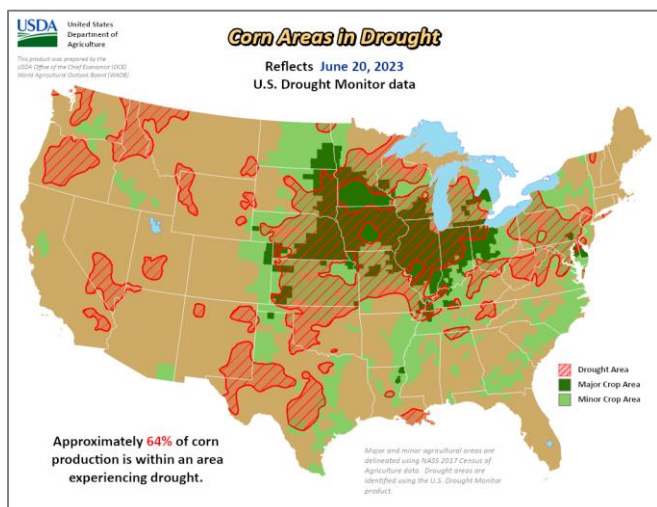 USDA
United States
Department of
Agriculture
This product was prepared by the
USDA Office of the Chief Economist (OCE)
World Agricultural Outlook Board (WAOB)
Corn Areas in Drought
Reflects June 20, 2023
U.S. Drought Monitor data
Drought Area
Major Crop Area
Minor Crop Area
Approximately 64% of corn
production is within an area
experiencing drought.
Major and minor agricultural areas are
delineated using NASS 2017 Census of
Agriculture data. Drought areas are
identified using the U.S. Drought Monitor
product.